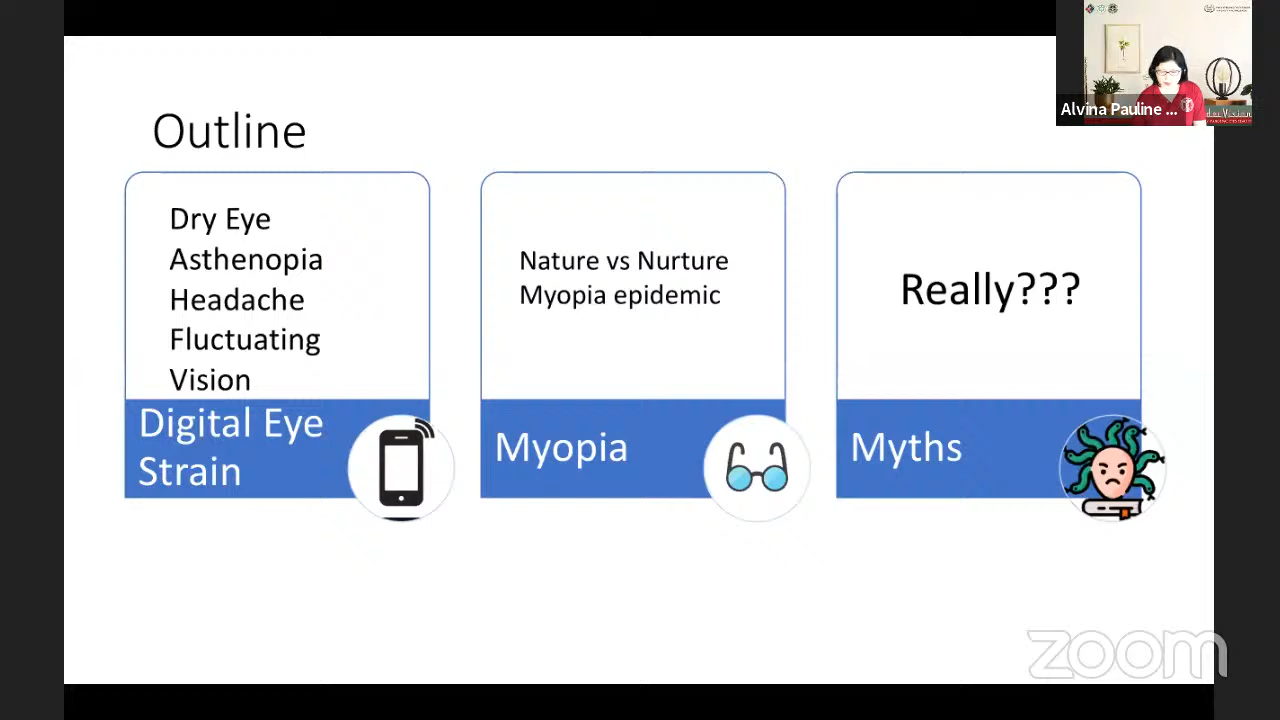 Outline
Dry Eye
Asthenopia
Headache
Fluctuating
Vision
Digital Eye
Strain
Nature vs Nurture
Myopia epidemic
Myopia
Really???
Myths
Alvina Pauline ...
zoom